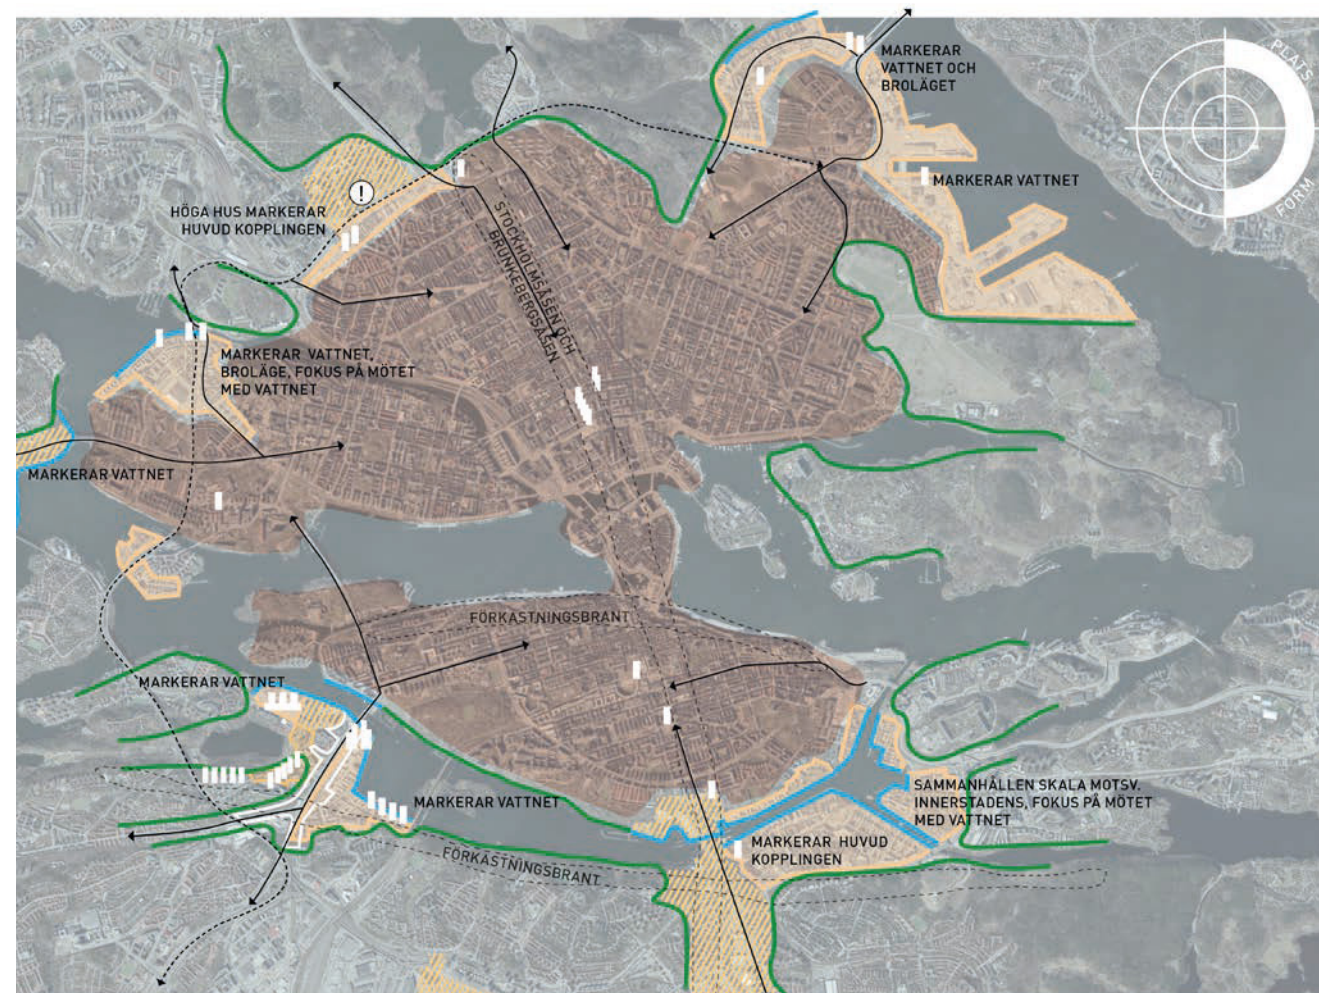 MARKERAR
VATTNET OCH
BROLÄGET
PLATS
FORM
MARKERAR VATTNET
HÖGA HUS MARKERAR
HUVUD KOPPLINGEN
!
STOCKHOLMSÅSEN OCH
BRUNKEBERGSÅSEN
MARKERAR VATTNET,
BROLÄGE, FOKUS PÅ MÖTET
MED VATTNET
MARKERAR VATTNET
FÖRKASTNINGSBRANT
MARKERAR VATTNET
MARKERAR VATTNET
SAMMANHÅLLEN SKALA MOTSV.
INNERSTADENS, FOKUS PÅ MÖTET
MED VATTNET
MARKERAR HUVUD
KOPPLINGEN
FÖRKASTNINGSBRANT